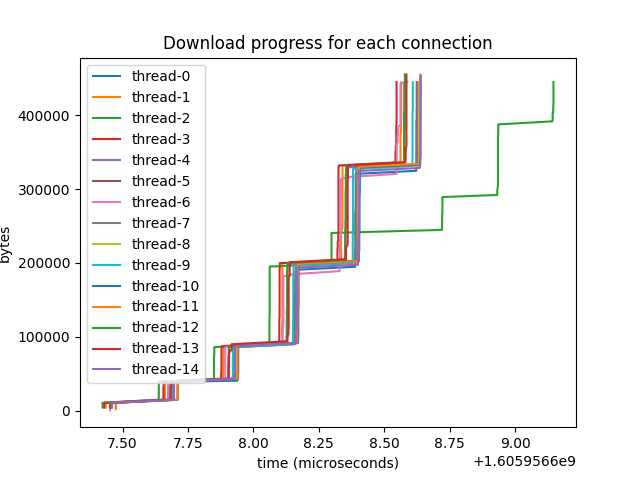 Download progress for each connection
bytes
400000
300000
200000
100000
0
thread-0
thread-1
thread-2
thread-3
thread-4
thread-5
thread-6
thread-7
thread-8
thread-9
thread-10
thread-11
thread-12
thread-13
thread-14
7.50 7.75 8.00 8.25 8.50 8.75 9.00
time (microseconds)
+1.6059566e9